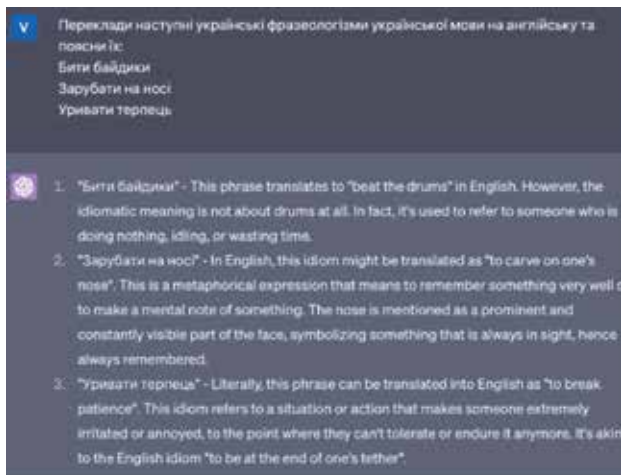 V
Переклади наступні українські фразеологізми української мови на англійську та
поясни їх:
Бити байдики
Зарубати на носі
Уривати терпець
1. "Бити байдики" - This phrase translates to "beat the drums" in English. However, the
idiomatic meaning is not about drums at all. In fact, it's used to refer to someone who is
doing nothing, idling, or wasting time.
2. "Зарубати на носі" - In English, this idiom might be translated as "to carve on one's
nose". This is a metaphorical expression that means to remember something very well
to make a mental note of something. The nose is mentioned as a prominent and
constantly visible part of the face, symbolizing something that is always in sight, hence
always remembered.
3. "Уривати терпець" - Literally, this phrase can be translated into English as "to break
patience". This idiom refers to a situation or action that makes someone extremely
irritated or annoyed, to the point where they can't tolerate or endure it anymore. It's akin
to the English idiom "to be at the end of one's tether".